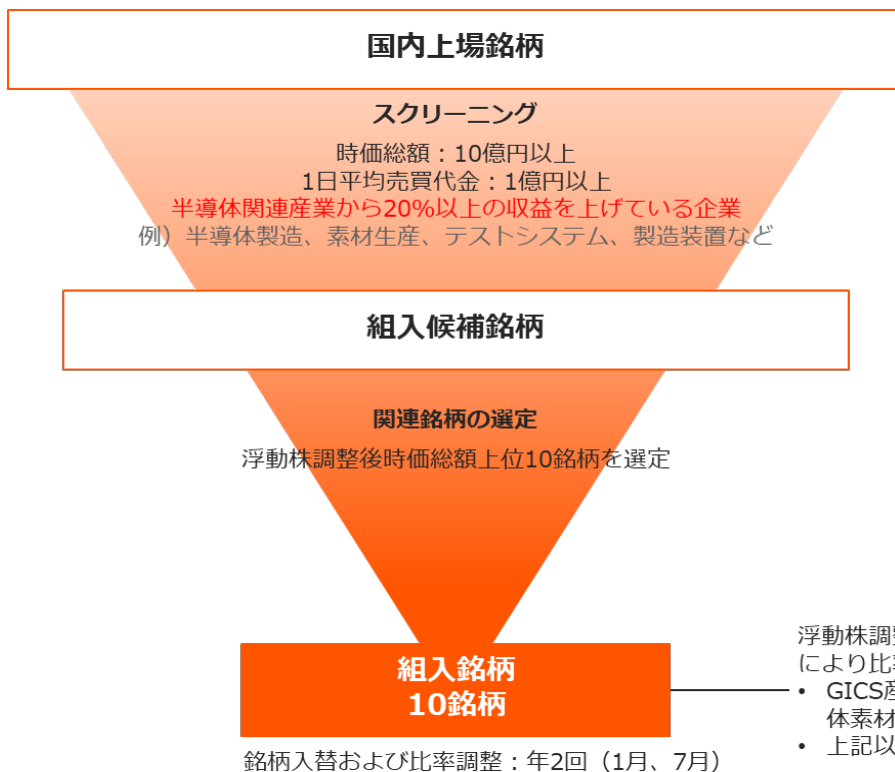 国内上場銘柄
スクリーニング
時価総額：10億円以上
1日平均売買代金：1億円以上
半導体関連産業から20%以上の収益を上げている企業
例）半導体製造、素材生産、テストシステム、製造装置など
組入候補銘柄
関連銘柄の選定
浮動株調整後時価総額上位10銘柄を選定
組入銘柄
10銘柄
銘柄入替および比率調整：年2回（1月、7月）
浮動株調
により比
• GICS産
体素材
• 上記以